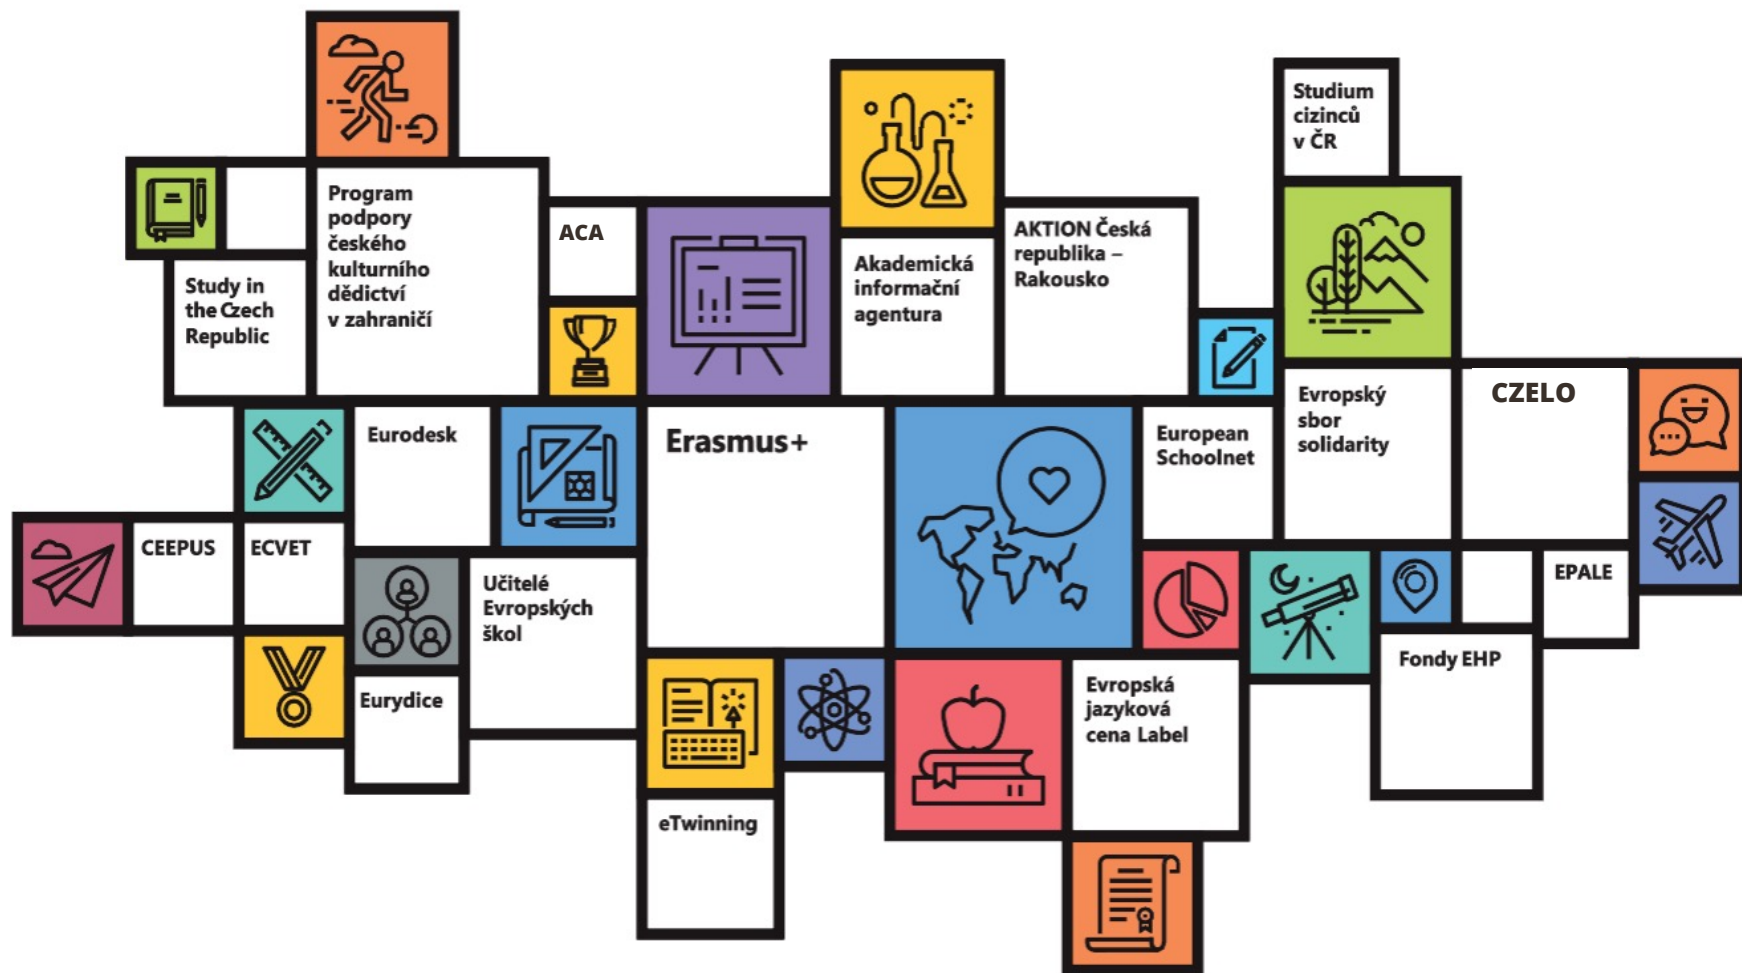 Studium
cizinců
v ČR
Program
podpory
českého
kulturního
dědictví
v zahraničí
ACA
AKTION Česká
republika –
Rakousko
Akademická
informační
agentura
Study in
the Czech
Republic
CZELO
Evropský
sbor
solidarity
Eurodesk
Erasmus+
European
Schoolnet
CEEPUS
ECVET
Učitelé
Evropských
škol
EPALE
Fondy EHP
Eurydice
Evropská
jazyková
cena Label
eTwinning